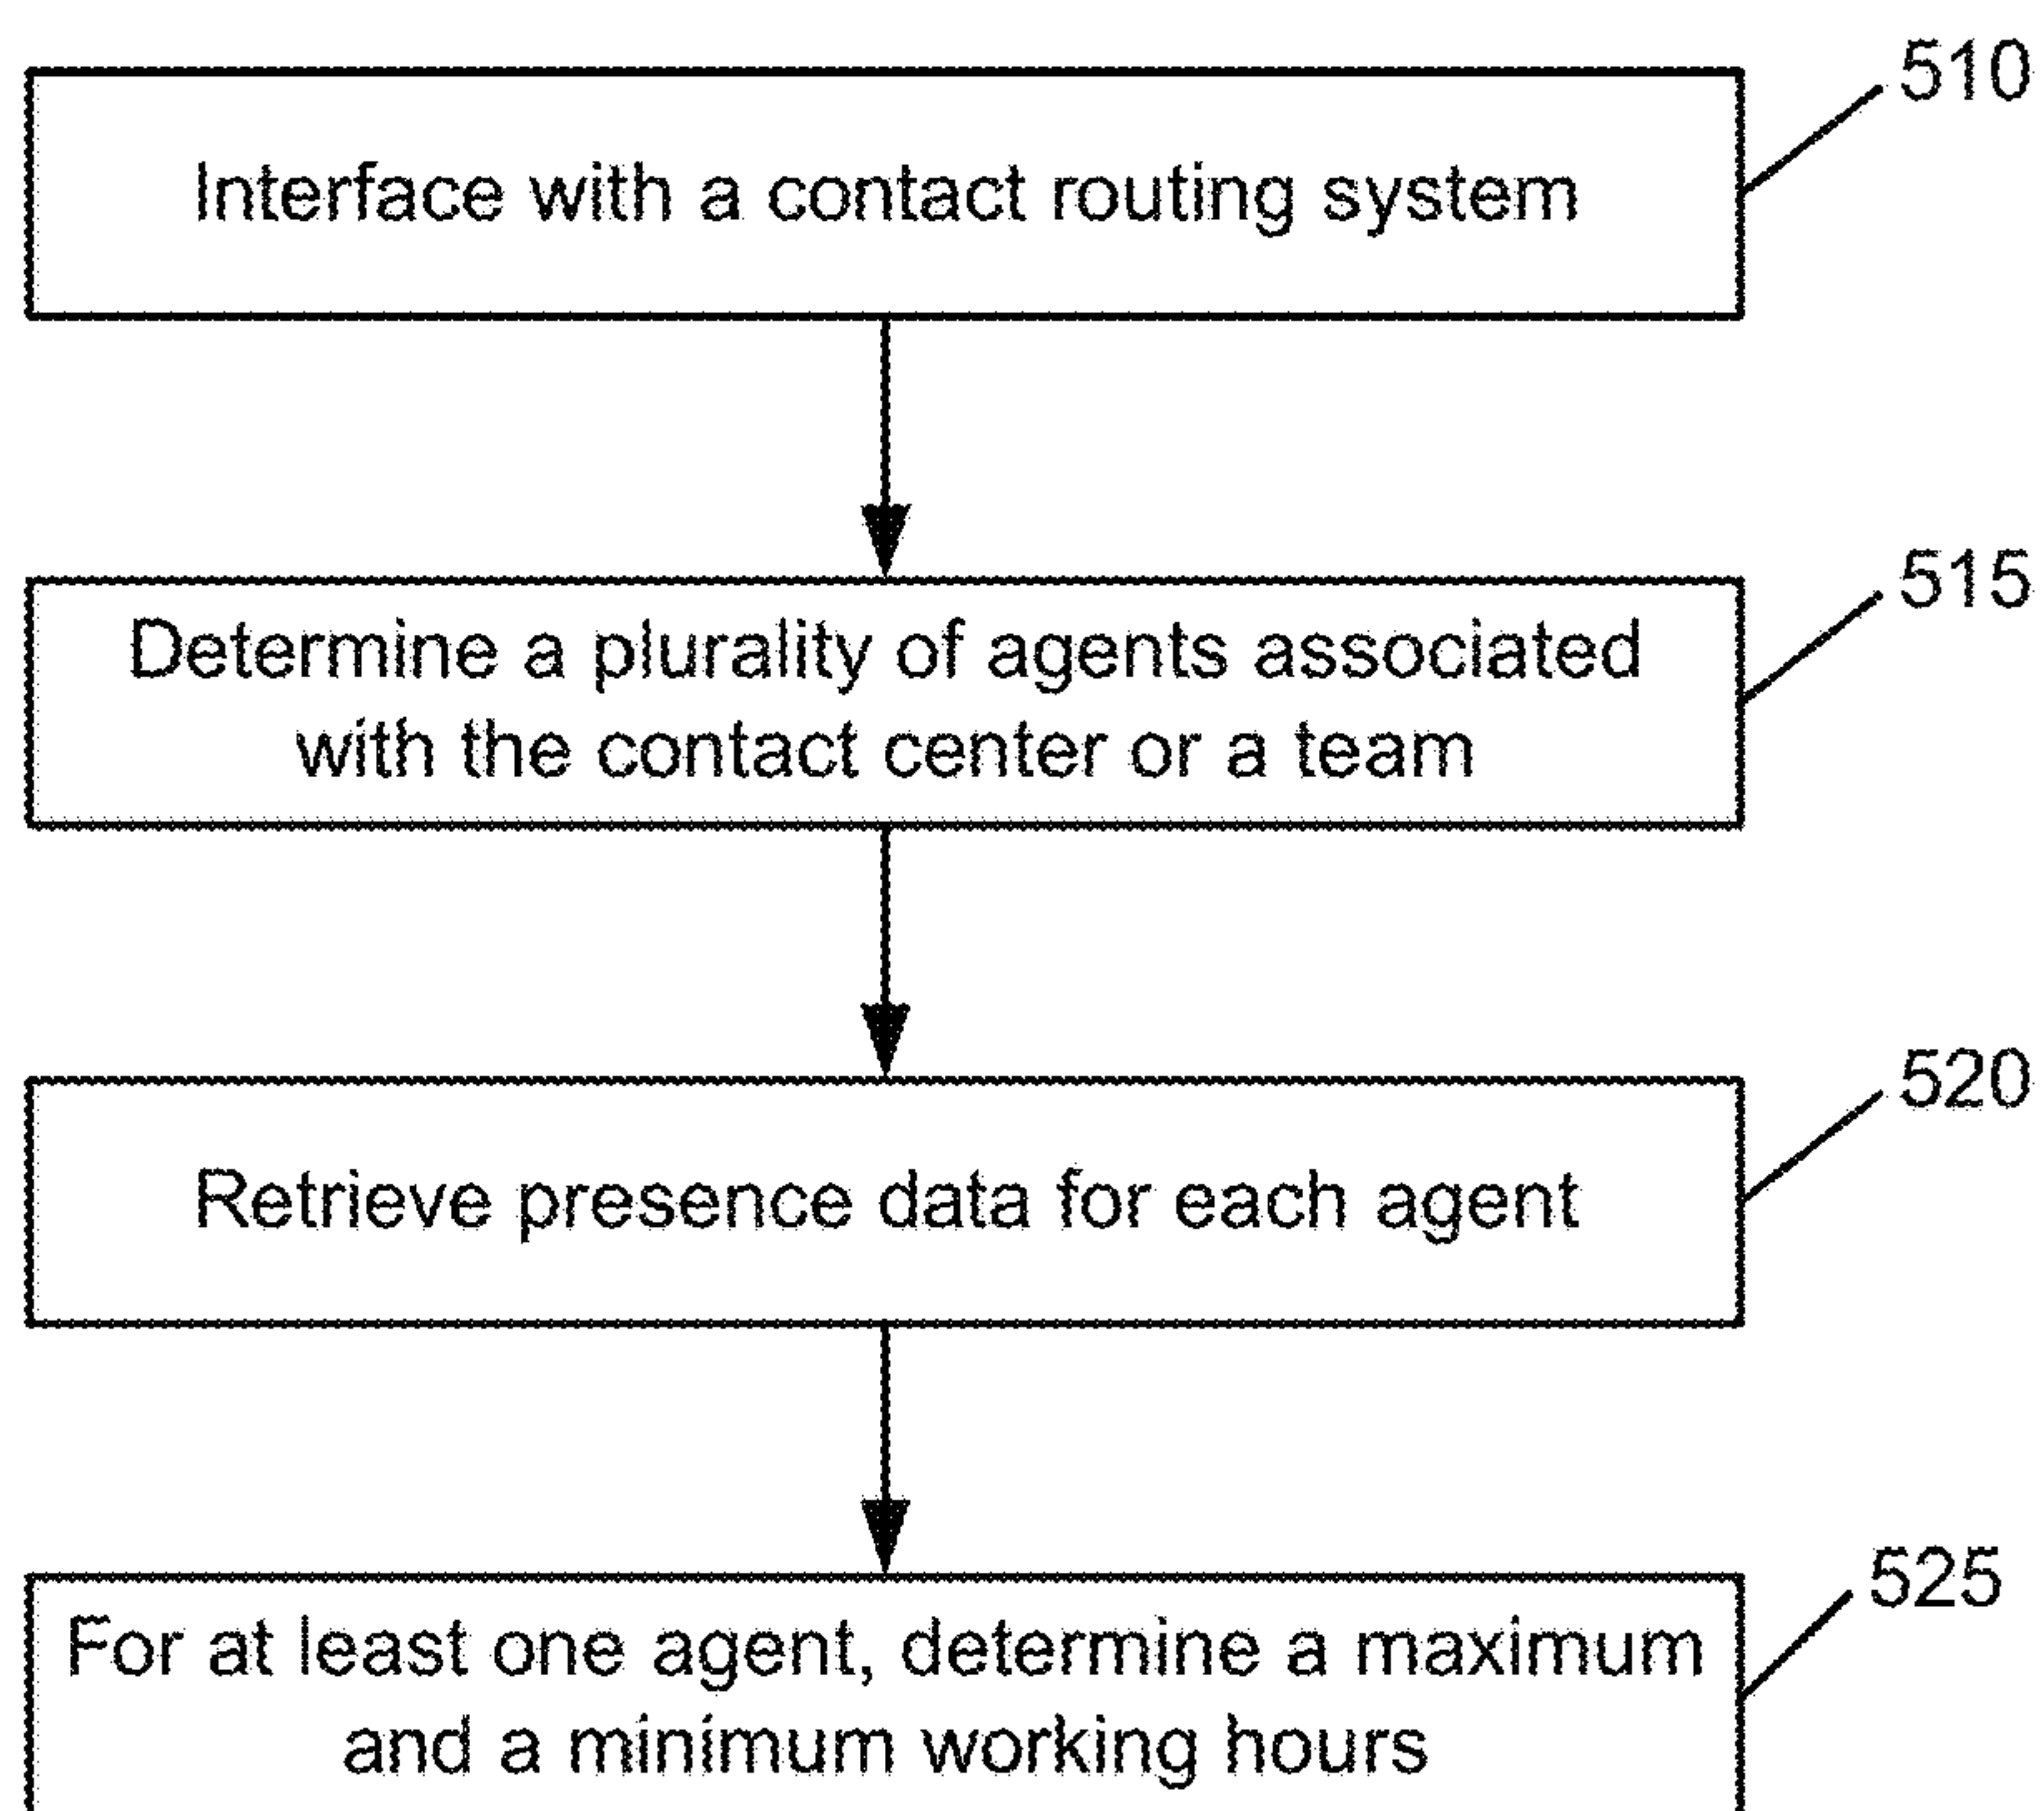 510
Interface with a contact routing system
515
Determine a plurality of agents associated
with the contact center or a team
520
Retrieve presence data for each agent
525
For at least one agent, determine a maximum
and a minimum working hours